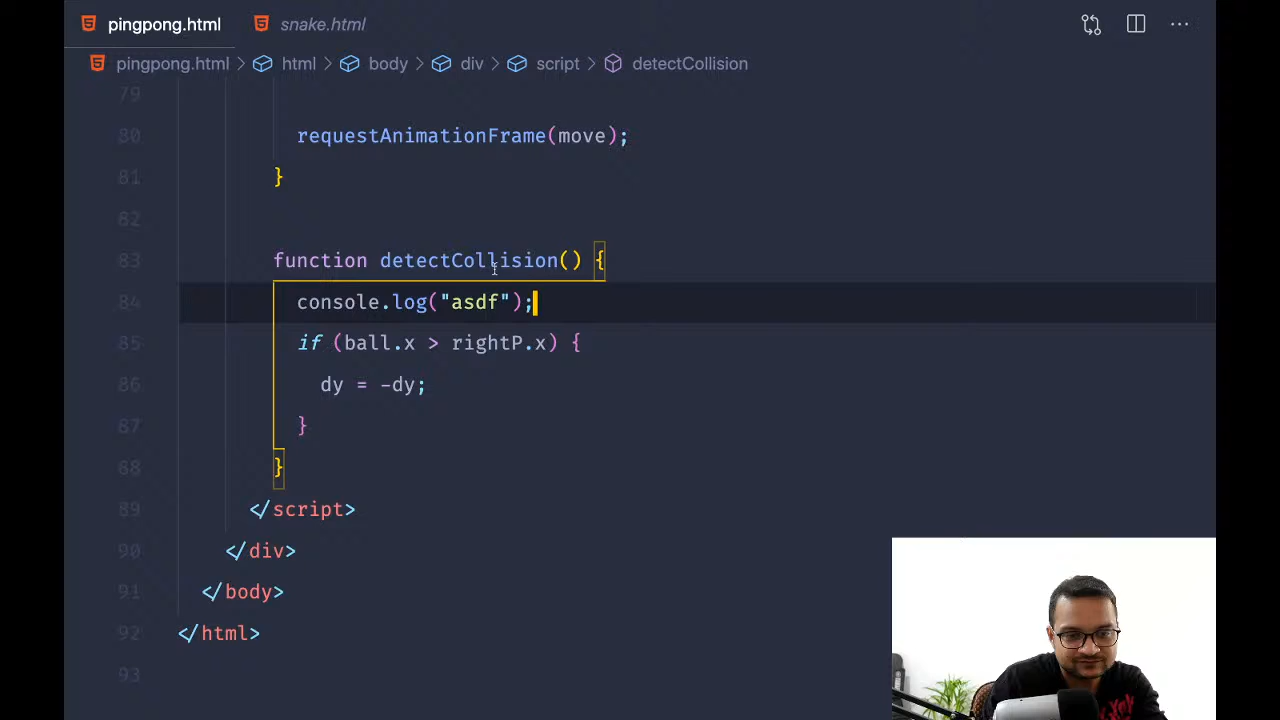 pingpong.html snake.html
pingpong.html > html > body > div > script > detectCollision
79
80 requestAnimationFrame(move);
81 }
82
83 function detectCollision() {
84 console.log("asdf");
85 if (ball.x > rightP.x) {
86 dy = -dy;
87 }
88 }
89 </script>
90 </div>
91 </body>
92 </html>
93